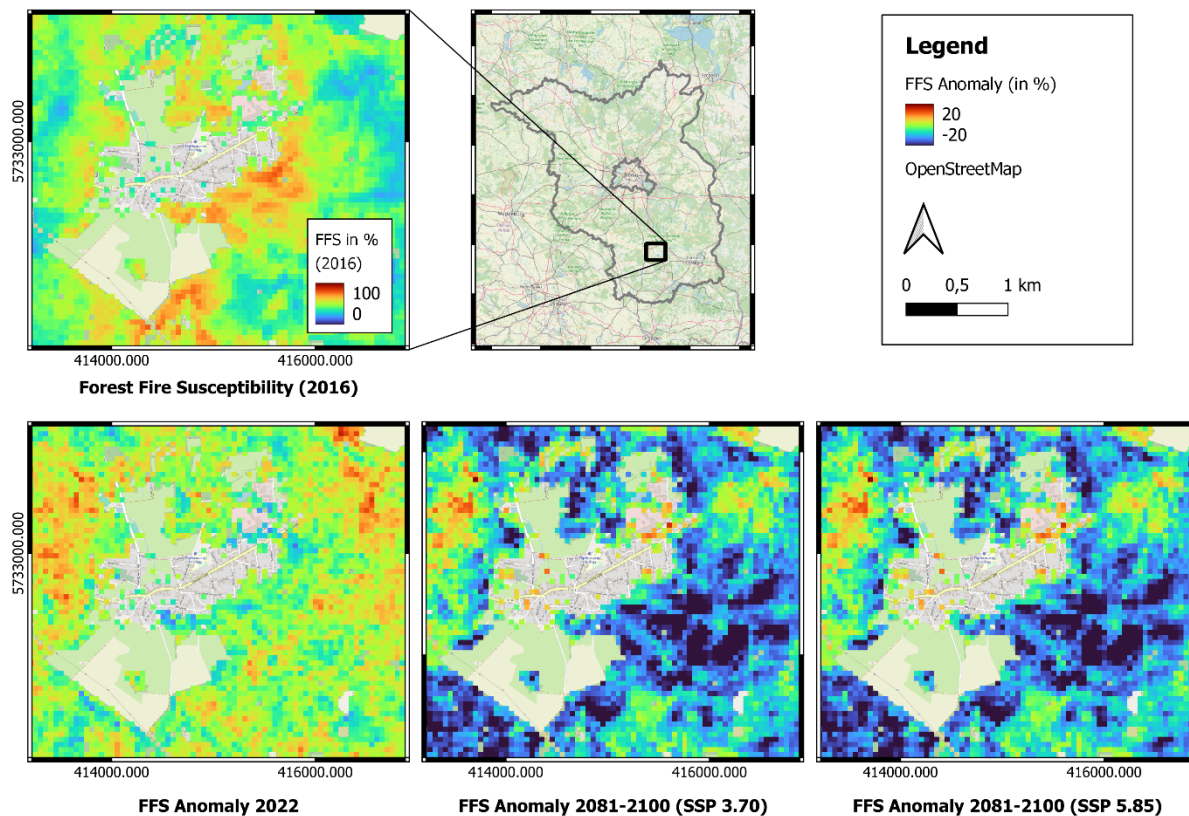 5733000.000
FFS in %
(2016)
100
0
414000.000
416000.000
Forest Fire Susceptibility (2016)
Legend
FFS Anomaly (in %)
20
-20
OpenStreetMap
0
0,5
1 km
5733000.000
414000.000
416000.000
414000.000
416000.000
414000.000
416000.000
FFS Anomaly 2022
FFS Anomaly 2081-2100 (SSP 3.70)
FFS Anomaly 2081-2100 (SSP 5.85)